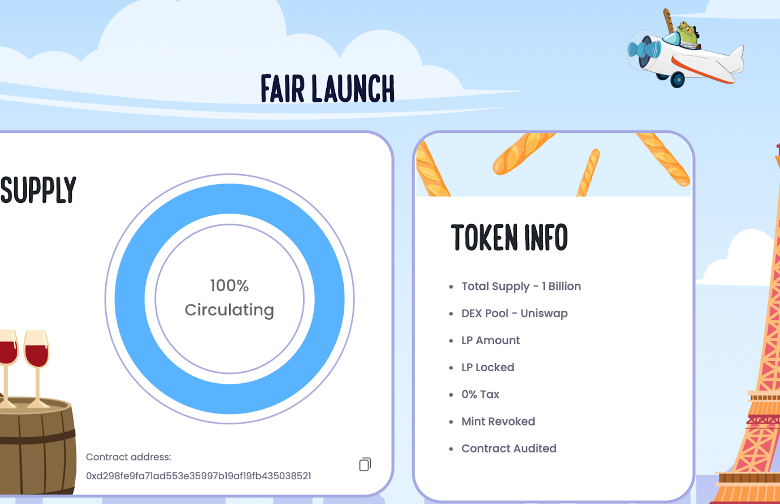 FAIR LAUNCH
SUPPLY
100%
Circulating
Contract address:
0xd298fe9fa71ad553e35997b19af19fb435038521
TOKEN INFO
• Total Supply - 1 Billion
• DEX Pool - Uniswap
• LP Amount
• LP Locked
• 0% Tax
• Mint Revoked
• Contract Audited